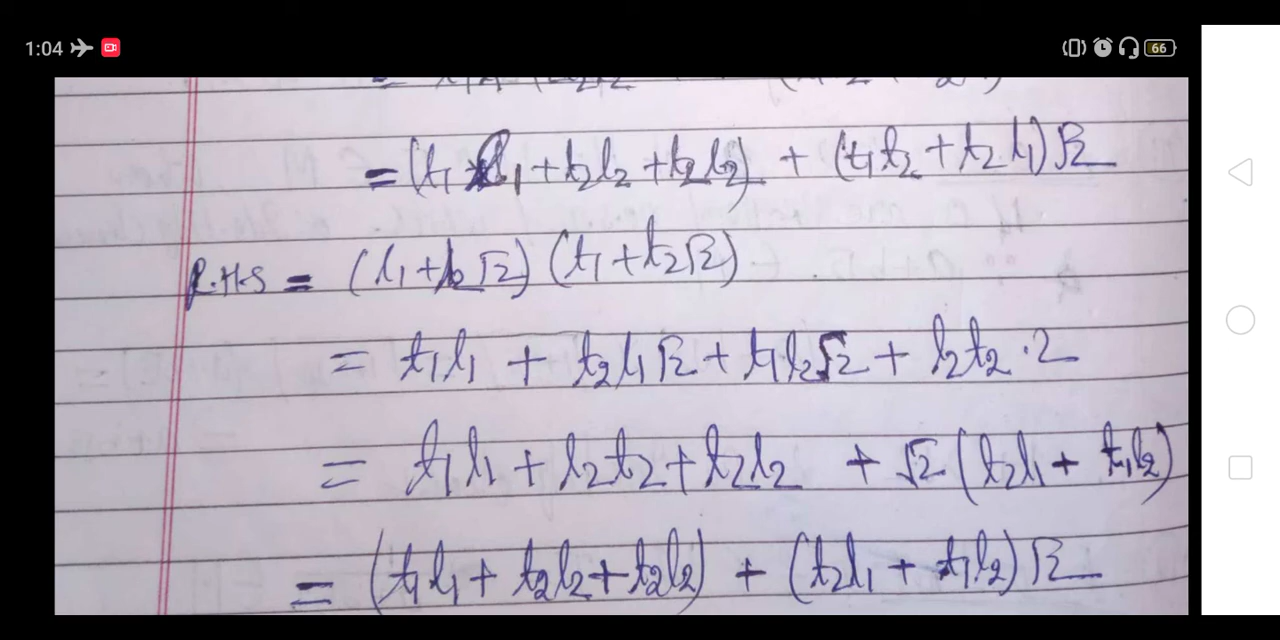 1:04
66
= (t₁l₁ + t₂l₂ + t₂l₂) + (t₁l₂ + t₂l₁)√2
R.H.S = (l₁ + l₂√2) (t₁ + t₂√2)
= t₁l₁ + t₂l₁√2 + t₁l₂√2 + l₂t₂ · 2
= t₁l₁ + l₂t₂ + t₂l₂ + √2 (t₂l₁ + t₁l₂)
= (t₁l₁ + t₂l₂ + t₂l₂) + (t₂l₁ + t₁l₂)√2